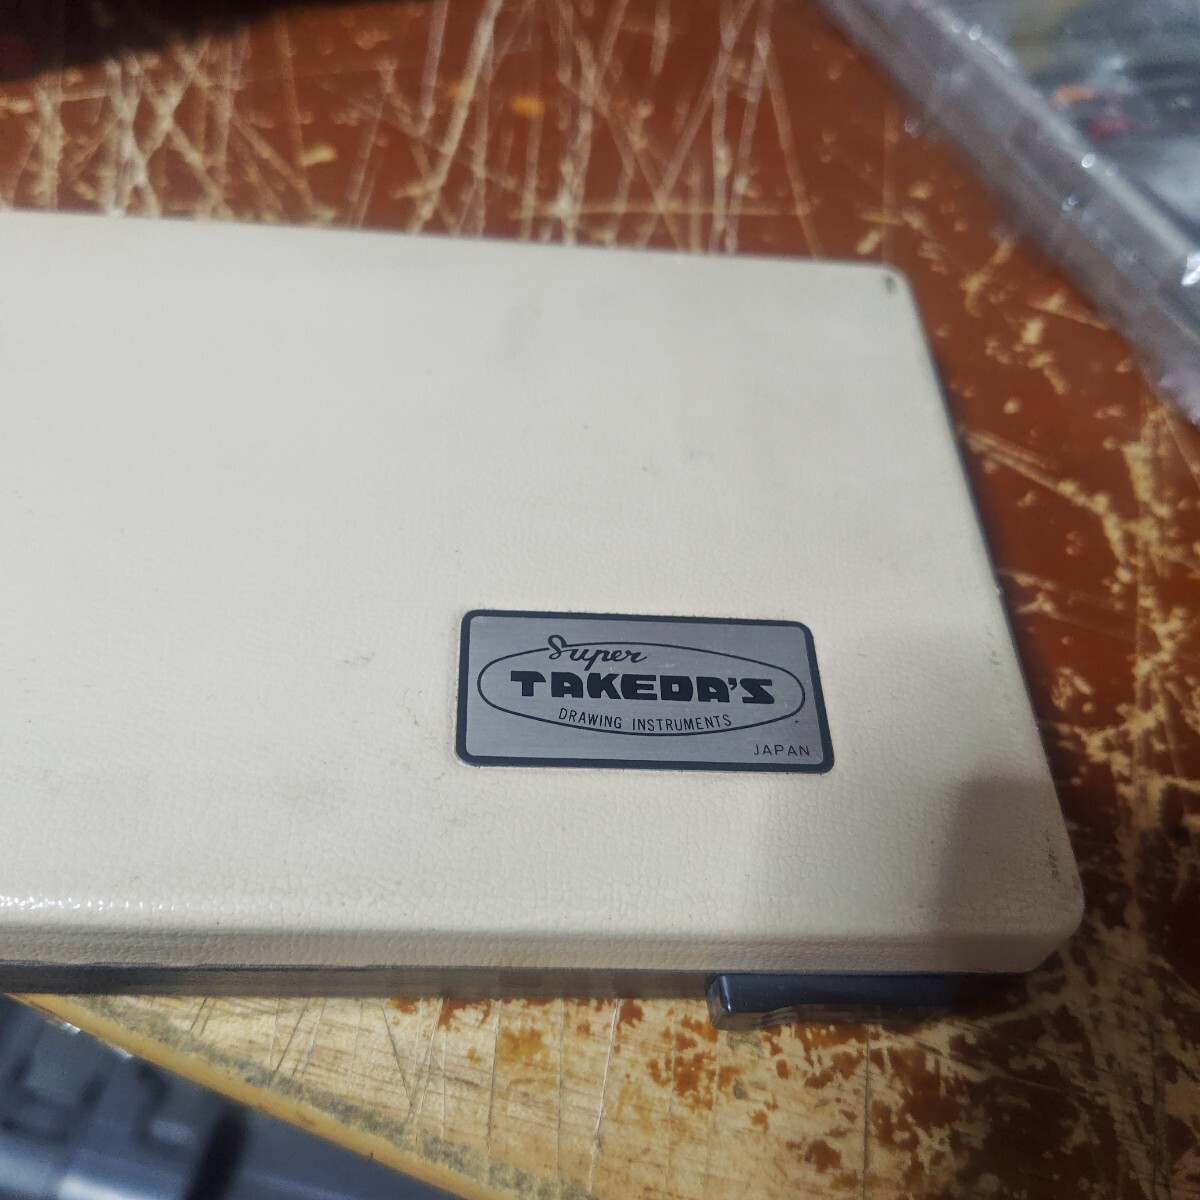 Super
TAKEDA'S
DRAWING INSTRUMENTS
JAPAN